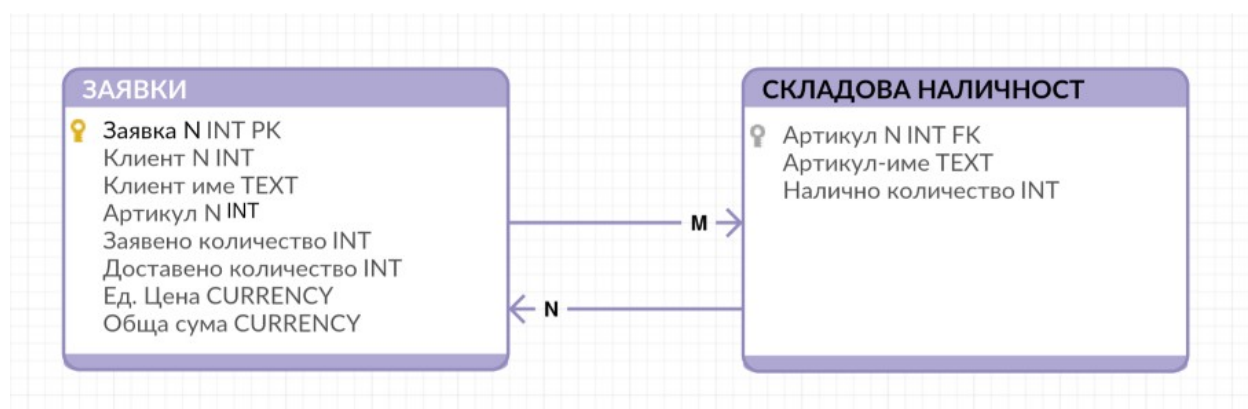 ЗАЯВКИ
Заявка N INT PK
Клиент N INT
Клиент име TEXT
Артикул N INT
Заявено количество INT
Доставено количество INT
Ед. Цена CURRENCY
Обща сума CURRENCY
M
N
СКЛАДОВА НАЛИЧНОСТ
Артикул N INT FK
Артикул-име TEXT
Налично количество INT